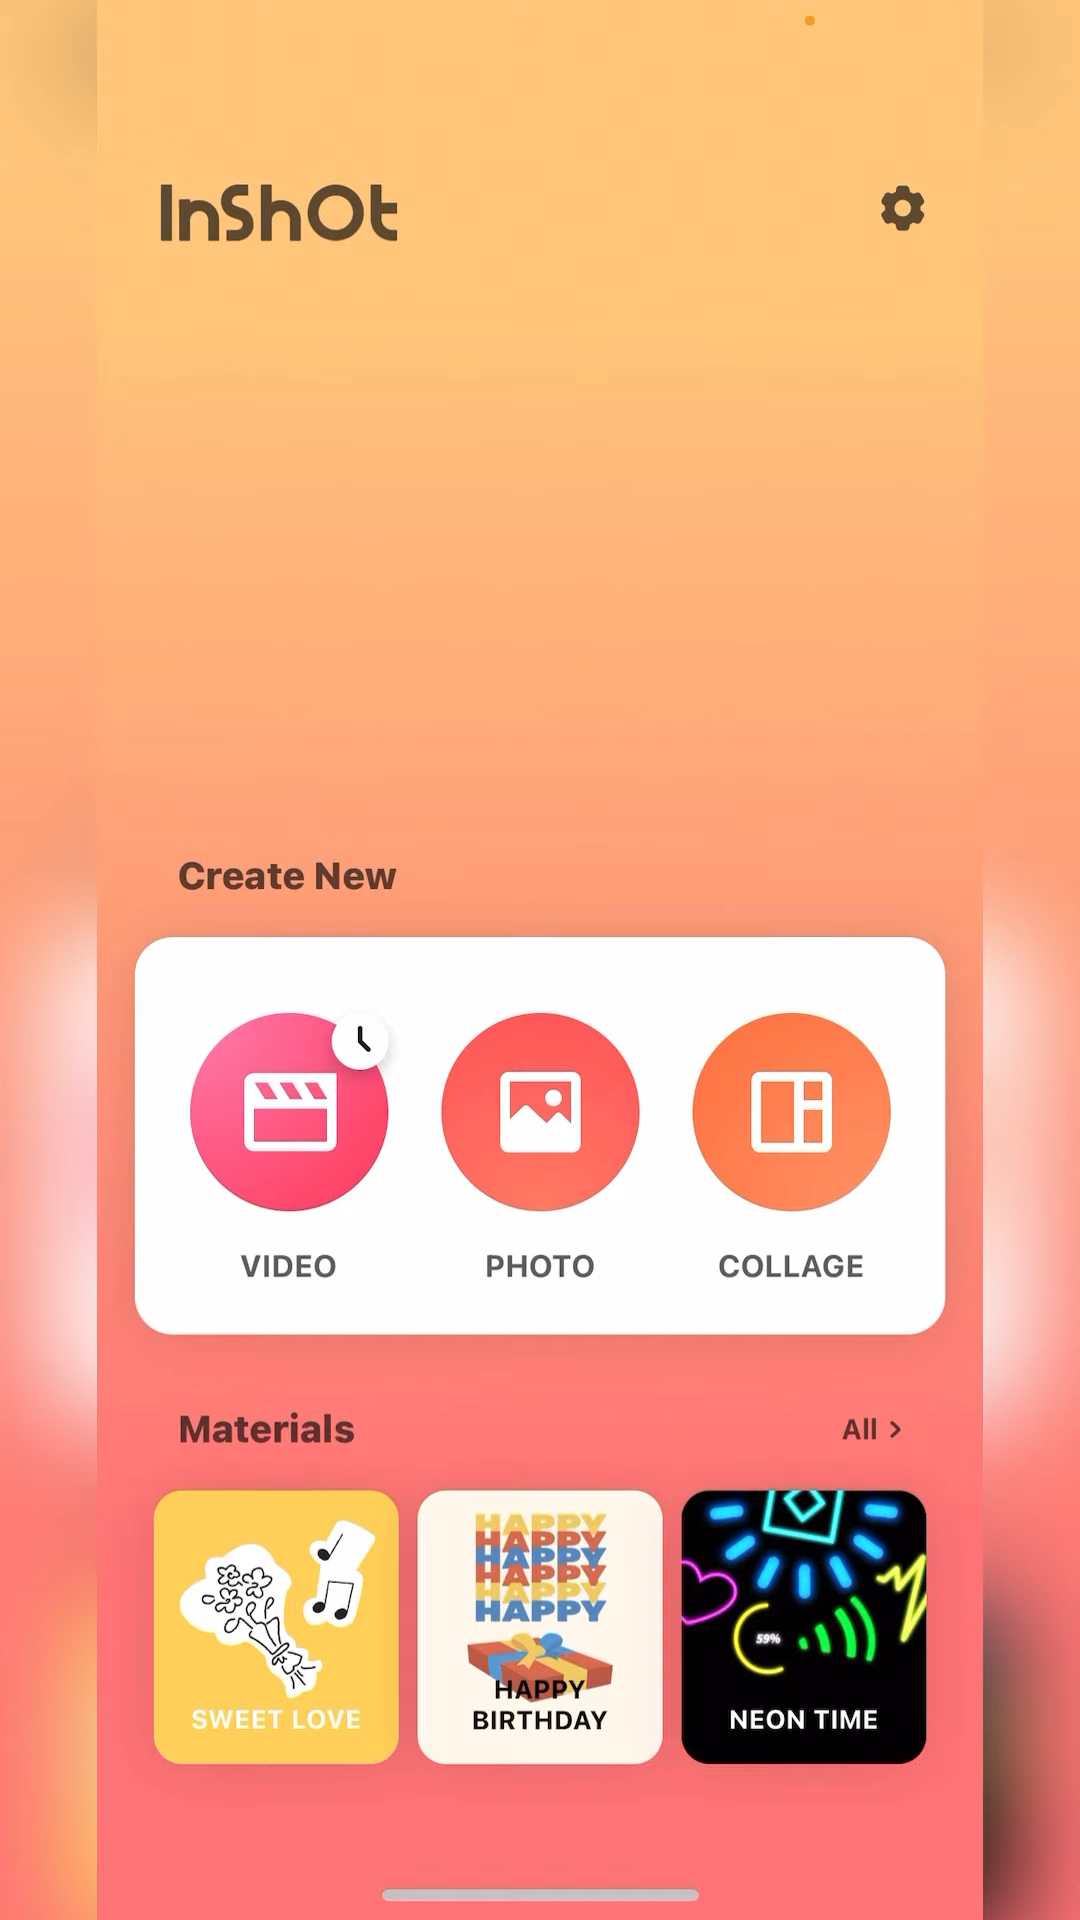 InShOt
Create New
VIDEO
PHOTO
COLLAGE
Materials
All >
HAPPY
HAPPY
HAPPY
HAPPY
HAPPY
HAPPY
59%
SWEET LOVE
HAPPY
BIRTHDAY
NEON TIME